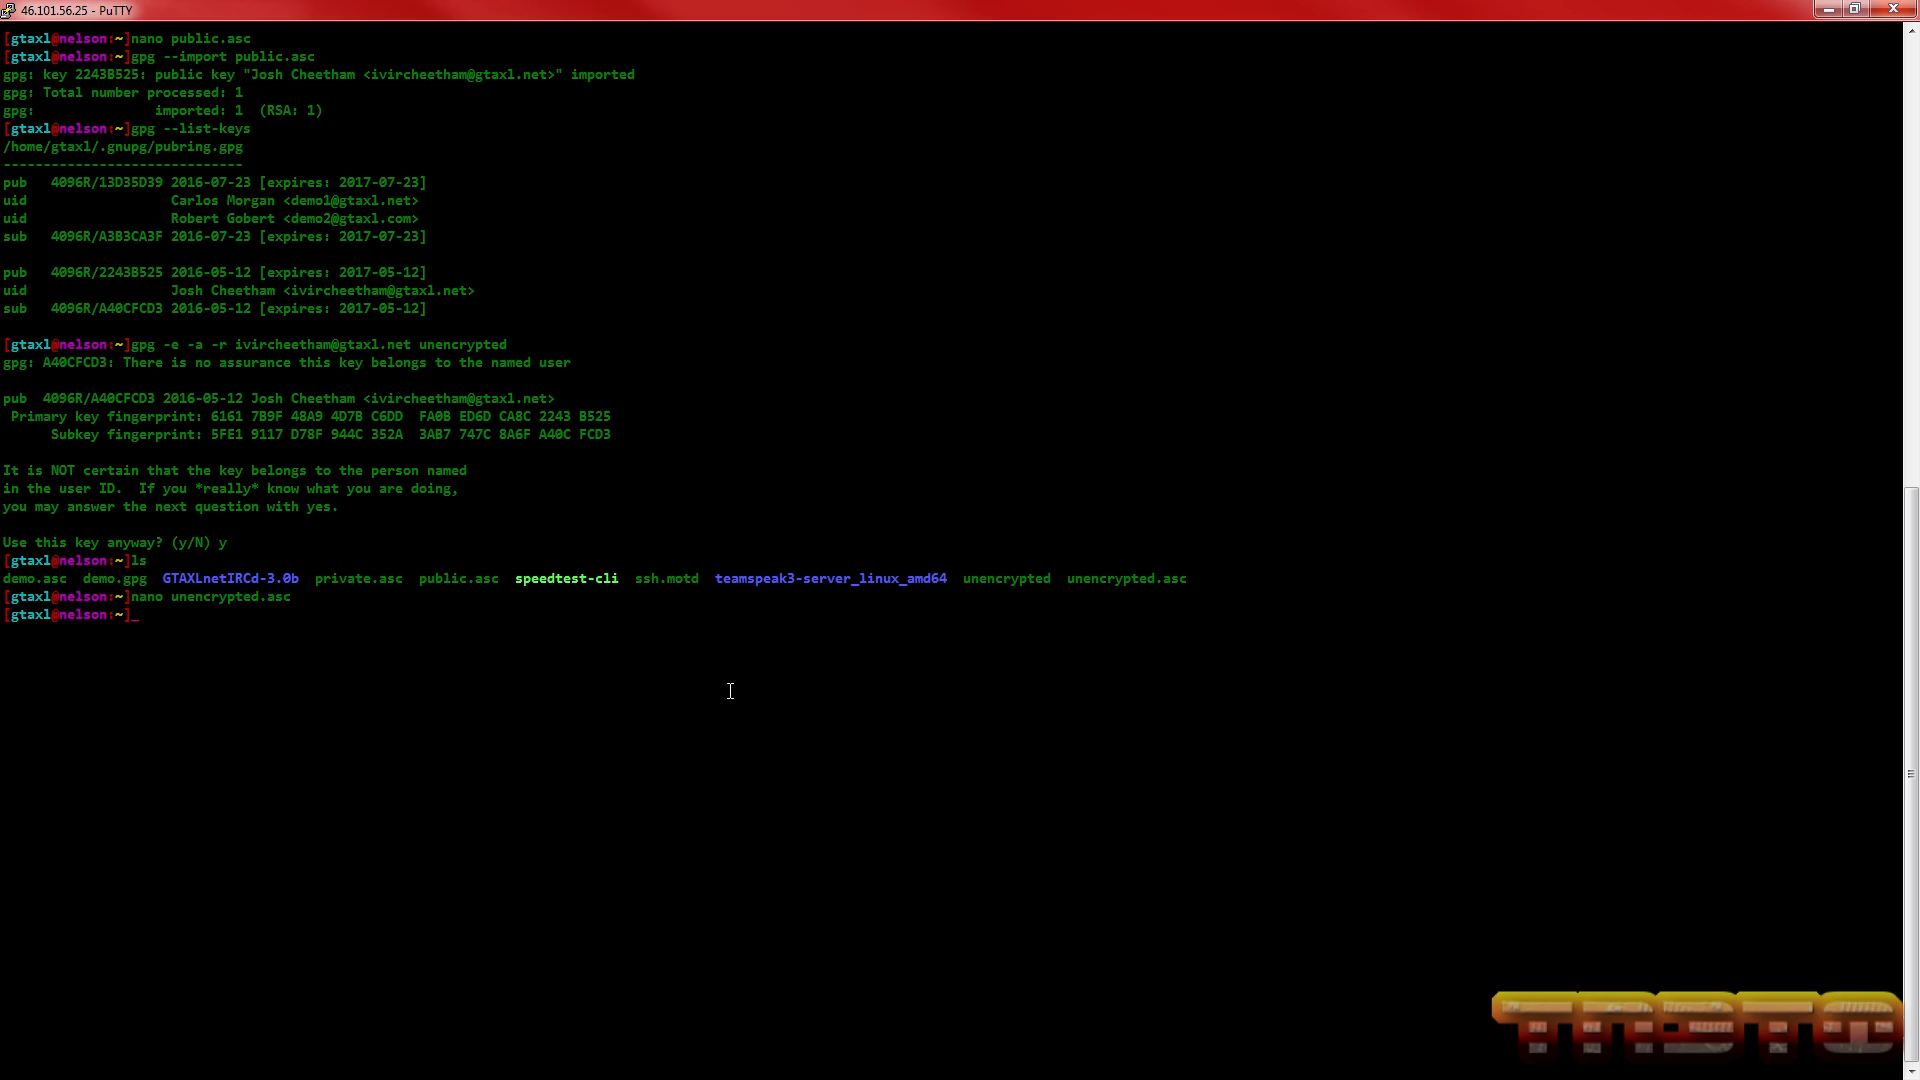 46.101.56.25 - PuTTY
[gtaxl@nelson:~]nano public.asc
[gtaxl@nelson:~]gpg --import public.asc
gpg: key 2243B525: public key "Josh Cheetham <ivircheetham@gtaxl.net>" imported
gpg: Total number processed: 1
gpg:               imported: 1  (RSA: 1)
[gtaxl@nelson:~]gpg --list-keys
/home/gtaxl/.gnupg/pubring.gpg
------------------------------
pub   4096R/13D35D39 2016-07-23 [expires: 2017-07-23]
uid                  Carlos Morgan <demo1@gtaxl.net>
uid                  Robert Gobert <demo2@gtaxl.com>
sub   4096R/A3B3CA3F 2016-07-23 [expires: 2017-07-23]
pub   4096R/2243B525 2016-05-12 [expires: 2017-05-12]
uid                  Josh Cheetham <ivircheetham@gtaxl.net>
sub   4096R/A40CFCD3 2016-05-12 [expires: 2017-05-12]
[gtaxl@nelson:~]gpg -e -a -r ivircheetham@gtaxl.net unencrypted
gpg: A40CFCD3: There is no assurance this key belongs to the named user
pub  4096R/A40CFCD3 2016-05-12 Josh Cheetham <ivircheetham@gtaxl.net>
 Primary key fingerprint: 6161 7B9F 48A9 4D7B C6DD  FA0B ED6D CA8C 2243 B525
      Subkey fingerprint: 5FE1 9117 D78F 944C 352A  3AB7 747C 8A6F A40C FCD3
It is NOT certain that the key belongs to the person named
in the user ID.  If you *really* know what you are doing,
you may answer the next question with yes.
Use this key anyway? (y/N) y
[gtaxl@nelson:~]ls
demo.asc  demo.gpg  GTAXLnetIRCd-3.0b  private.asc  public.asc  speedtest-cli  ssh.motd  teamspeak3-server_linux_amd64  unencrypted  unencrypted.asc
[gtaxl@nelson:~]nano unencrypted.asc
[gtaxl@nelson:~]_